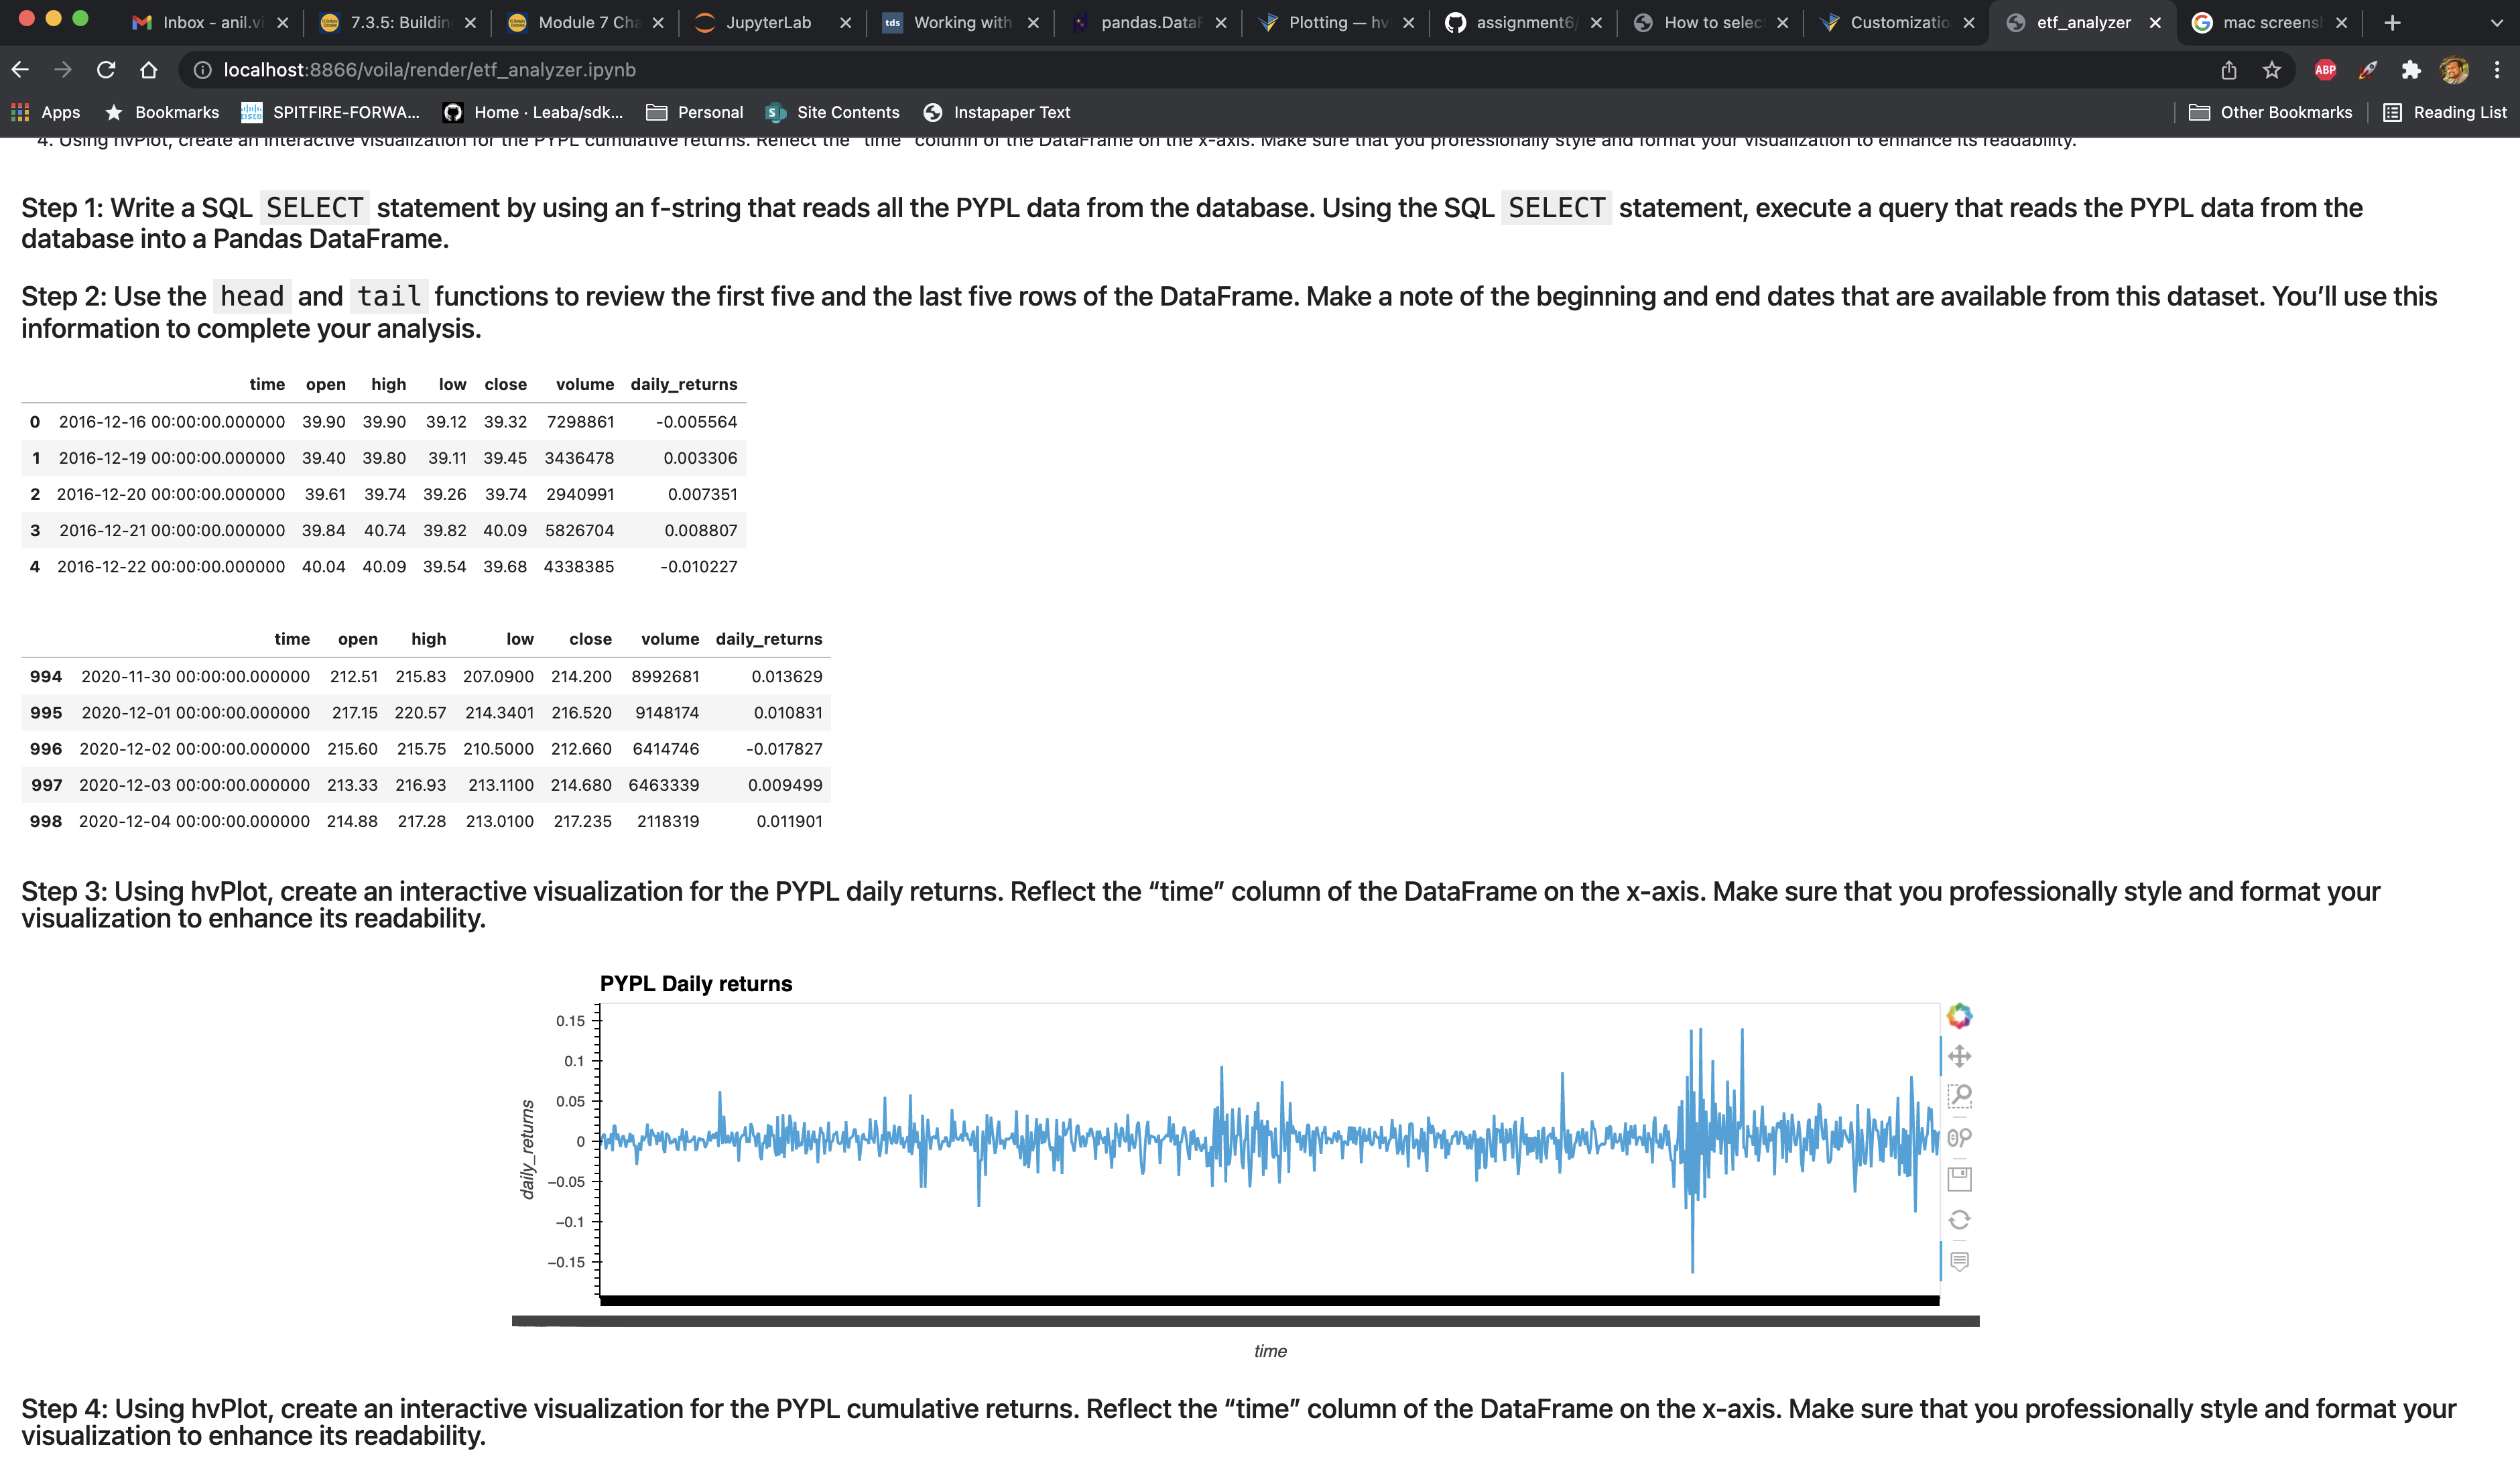 Inbox - anil.vi
7.3.5: Buildin
Module 7 Cha
JupyterLab
tds Working with
pandas.DataF
Plotting — hv
assignment6/
How to selec
Customizatio
etf_analyzer
mac screens
localhost:8866/voila/render/etf_analyzer.ipynb
ABP
Apps
Bookmarks
cisco SPITFIRE-FORWA...
Home · Leaba/sdk...
Personal
S Site Contents
Instapaper Text
Other Bookmarks
Reading List
4. Using hvPlot, create an interactive visualization for the PYPL cumulative returns. Reflect the "time" column of the DataFrame on the x-axis. Make sure that you professionally style and format your visualization to enhance its readability.
Step 1: Write a SQL SELECT statement by using an f-string that reads all the PYPL data from the database. Using the SQL SELECT statement, execute a query that reads the PYPL data from the
database into a Pandas DataFrame.
Step 2: Use the head and tail functions to review the first five and the last five rows of the DataFrame. Make a note of the beginning and end dates that are available from this dataset. You’ll use this
information to complete your analysis.
time open high low close volume daily_returns
0 2016-12-16 00:00:00.000000 39.90 39.90 39.12 39.32 7298861 -0.005564
1 2016-12-19 00:00:00.000000 39.40 39.80 39.11 39.45 3436478 0.003306
2 2016-12-20 00:00:00.000000 39.61 39.74 39.26 39.74 2940991 0.007351
3 2016-12-21 00:00:00.000000 39.84 40.74 39.82 40.09 5826704 0.008807
4 2016-12-22 00:00:00.000000 40.04 40.09 39.54 39.68 4338385 -0.010227
time open high low close volume daily_returns
994 2020-11-30 00:00:00.000000 212.51 215.83 207.0900 214.200 8992681 0.013629
995 2020-12-01 00:00:00.000000 217.15 220.57 214.3401 216.520 9148174 0.010831
996 2020-12-02 00:00:00.000000 215.60 215.75 210.5000 212.660 6414746 -0.017827
997 2020-12-03 00:00:00.000000 213.33 216.93 213.1100 214.680 6463339 0.009499
998 2020-12-04 00:00:00.000000 214.88 217.28 213.0100 217.235 2118319 0.011901
Step 3: Using hvPlot, create an interactive visualization for the PYPL daily returns. Reflect the “time” column of the DataFrame on the x-axis. Make sure that you professionally style and format your
visualization to enhance its readability.
PYPL Daily returns
0.15
0.1
0.05
0
−0.05
−0.1
−0.15
daily_returns
time
Step 4: Using hvPlot, create an interactive visualization for the PYPL cumulative returns. Reflect the “time” column of the DataFrame on the x-axis. Make sure that you professionally style and format your
visualization to enhance its readability.